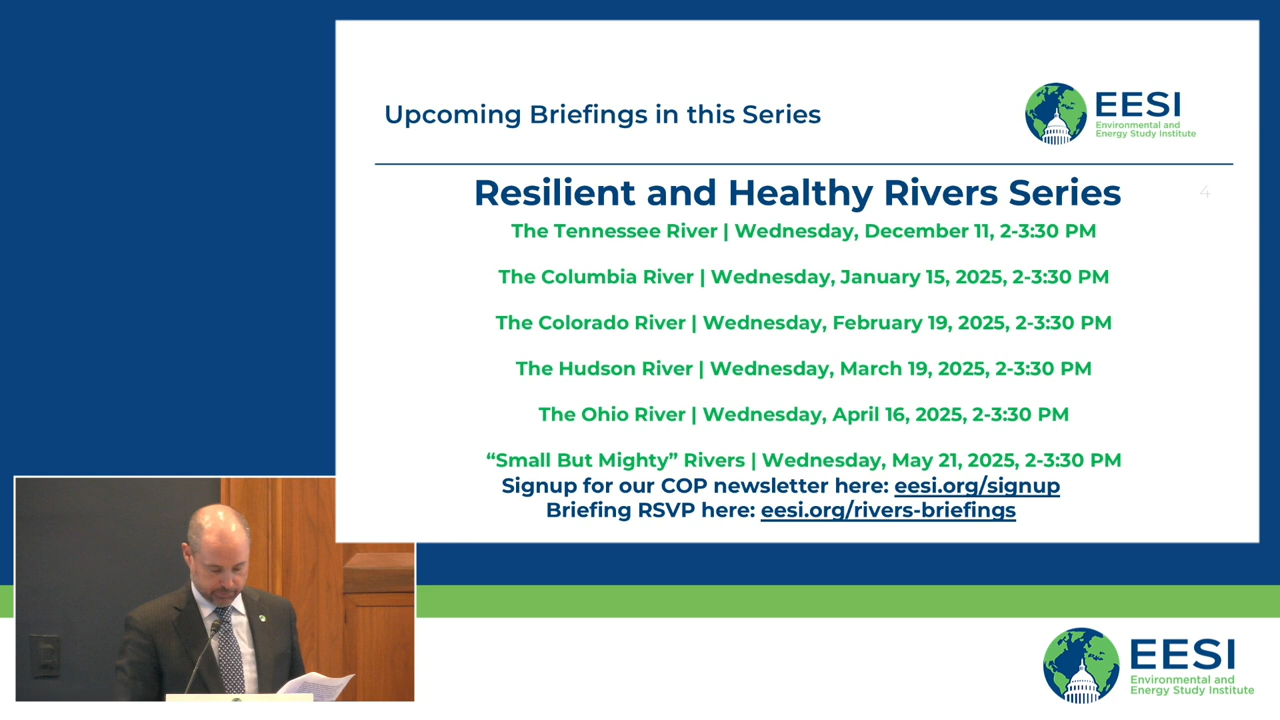 Upcoming Briefings in this Series
EESI
Environmental and
Energy Study Institute
4
Resilient and Healthy Rivers Series
The Tennessee River | Wednesday, December 11, 2-3:30 PM
The Columbia River | Wednesday, January 15, 2025, 2-3:30 PM
The Colorado River | Wednesday, February 19, 2025, 2-3:30 PM
The Hudson River | Wednesday, March 19, 2025, 2-3:30 PM
The Ohio River | Wednesday, April 16, 2025, 2-3:30 PM
“Small But Mighty” Rivers | Wednesday, May 21, 2025, 2-3:30 PM
Signup for our COP newsletter here: eesi.org/signup
Briefing RSVP here: eesi.org/rivers-briefings
EESI
Environmental and
Energy Study Institute